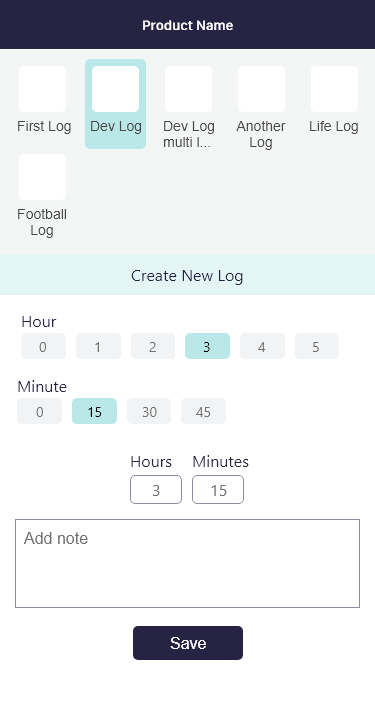 Product Name
First Log
Dev Log
Dev Log
multi l...
Another
Log
Life Log
Football
Log
Create New Log
Hour
0 1 2 3 4 5
Minute
0 15 30 45
Hours Minutes
3 15
Add note
Save